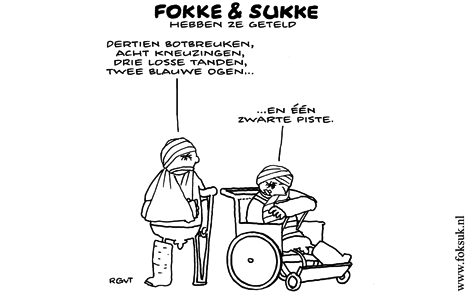 FOKKE & SUKKE
HEBBEN ZE GETELD
DERTIEN BOTBREUKEN,
ACHT KNEUZINGEN,
DRIE LOSSE TANDEN,
TWEE BLAUWE OGEN...
...EN ÉÉN
ZWARTE PISTE.
RGVT
www.foksuk.nl